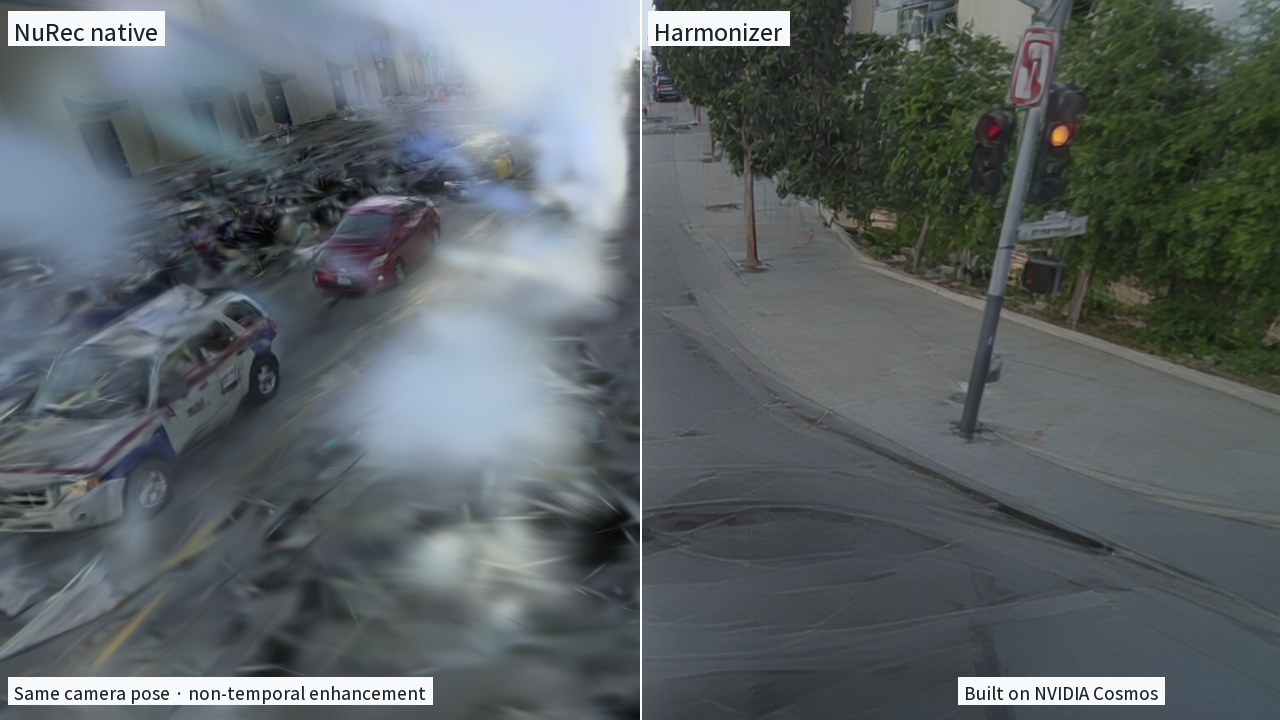 NuRec native
Harmonizer
Same camera pose · non-temporal enhancement
Built on NVIDIA Cosmos